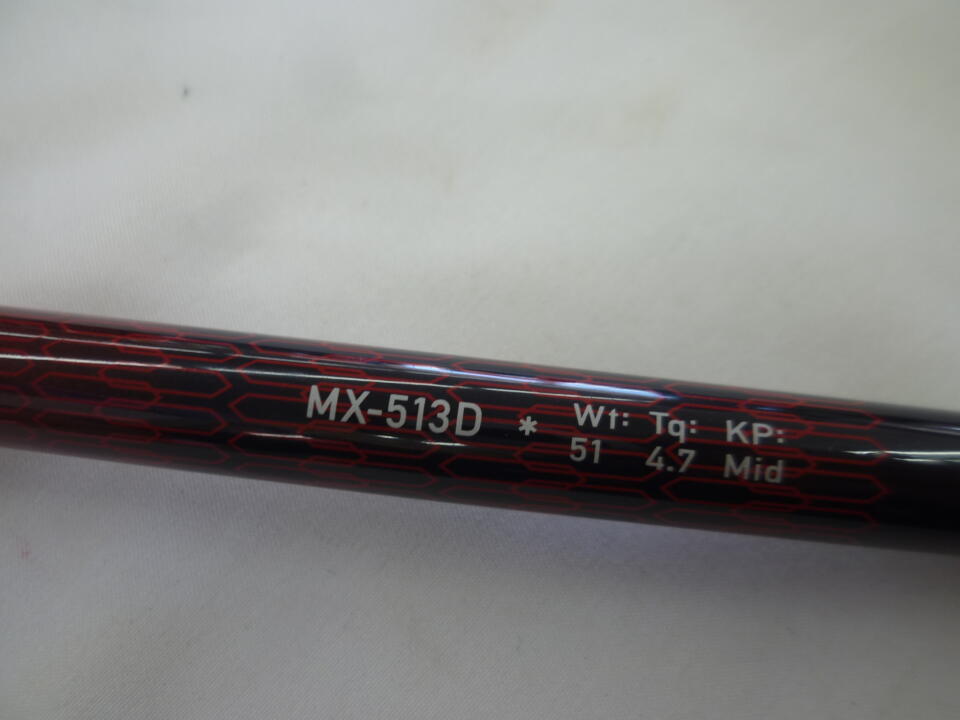 MX-513D * Wt: Tq: KP:
51 4.7 Mid